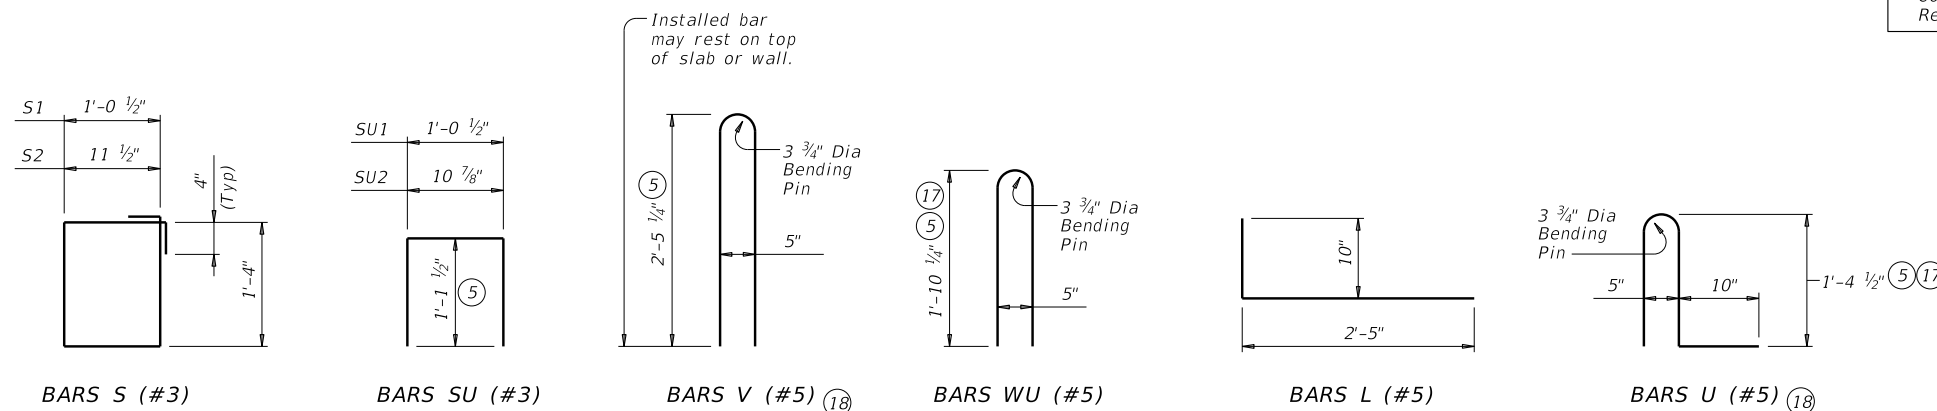 Re
Installed bar
may rest on top
of slab or wall.
S1
1'-0 ½"
S2
11 ½"
4"
(Typ)
1'-4"
BARS S (#3)
SU1
1'-0 ½"
SU2
10 ⅞"
1'-1 ½"
5
BARS SU (#3)
5
2'-5 ¼"
3 ¾" Dia
Bending
Pin
5"
BARS V (#5) 18
17
5
1'-10 ¼"
3 ¾" Dia
Bending
Pin
5"
BARS WU (#5)
10"
2'-5"
BARS L (#5)
3 ¾" Dia
Bending
Pin
5"
10"
1'-4 ½" 5 17
BARS U (#5) 18